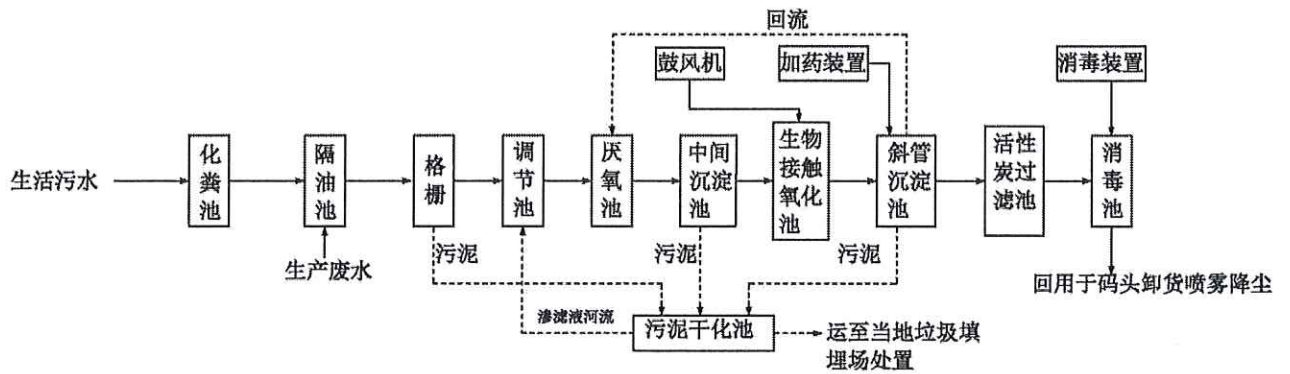 回流
鼓风机
加药装置
消毒装置
生活污水
化粪池
隔油池
格栅
调节池
厌氧池
中间
沉淀
池
生物
接触
氧化
池
斜管
沉淀
池
活性
炭过
滤池
消毒池
生产废水
污泥
污泥
污泥
回用于码头卸货喷雾降尘
渗滤液河流
污泥干化池
运至当地垃圾填
埋场处置